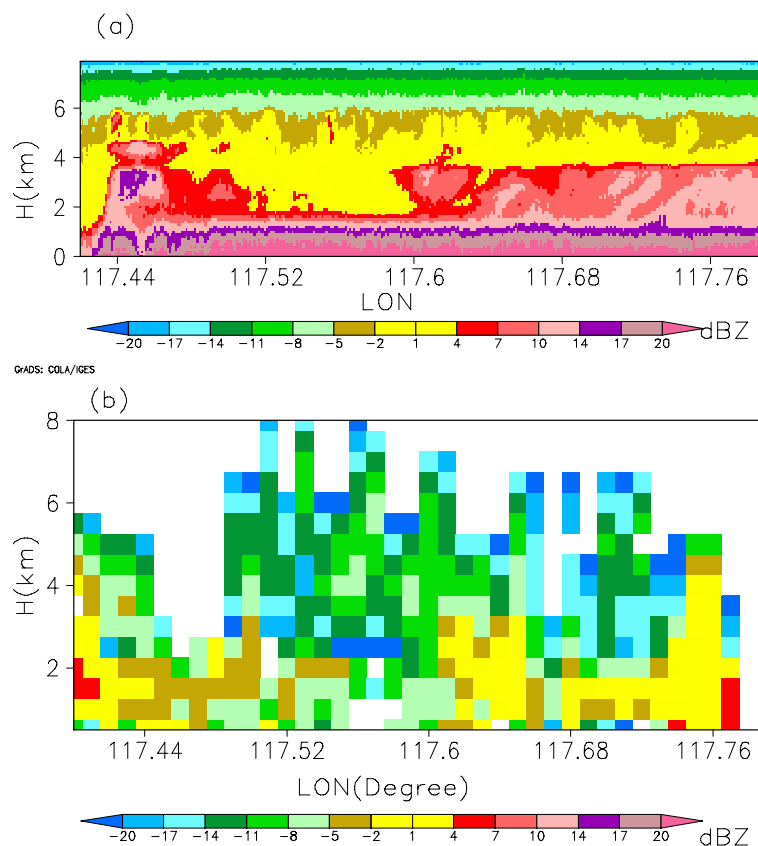 (a)
6
4
2
0
H(km)
117.44 117.52 117.6 117.68 117.76
LON
-20 -17 -14 -11 -8 -5 -2 1 4 7 10 14 17 20 dBZ
GrADS: COLA/IGES
(b)
8
6
4
2
H(km)
117.44 117.52 117.6 117.68 117.76
LON(Degree)
-20 -17 -14 -11 -8 -5 -2 1 4 7 10 14 17 20 dBZ